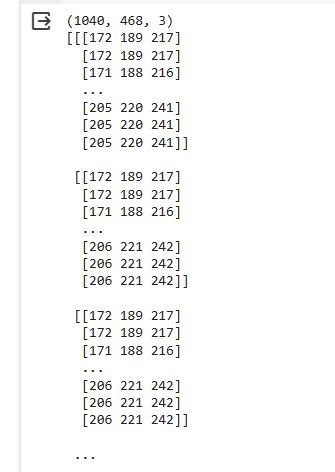 (1040, 468, 3)
[[[172 189 217]
[172 189 217]
[171 188 216]
...
[205 220 241]
[205 220 241]
[205 220 241]]
[[172 189 217]
[172 189 217]
[171 188 216]
...
[206 221 242]
[206 221 242]
[206 221 242]]
[[172 189 217]
[172 189 217]
[171 188 216]
...
[206 221 242]
[206 221 242]
[206 221 242]]
...